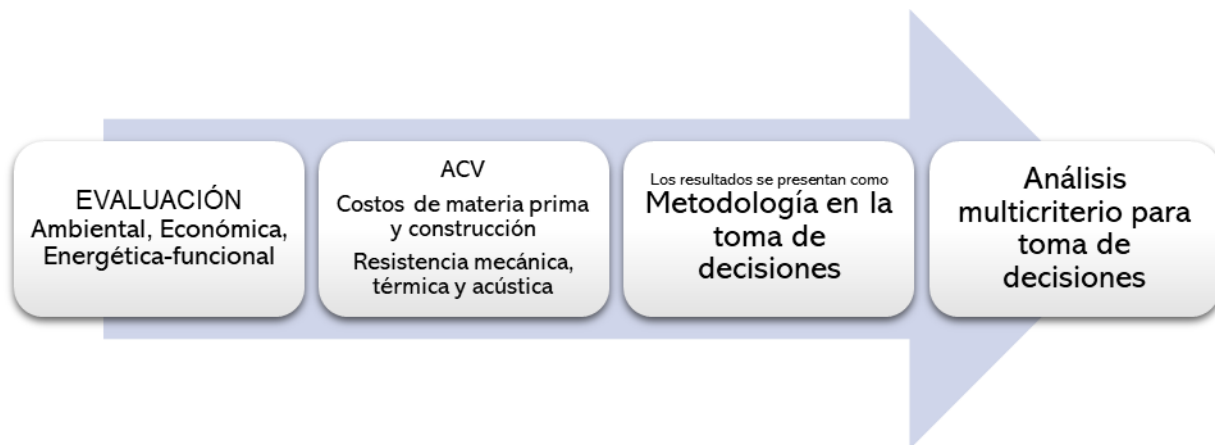 EVALUACIÓN
Ambiental, Económica,
Energética-funcional
ACV
Costos de materia prima
y construcción
Resistencia mecánica,
térmica y acústica
Los resultados se presentan como
Metodología en la
toma de
decisiones
Análisis
multicriterio para
toma de
decisiones